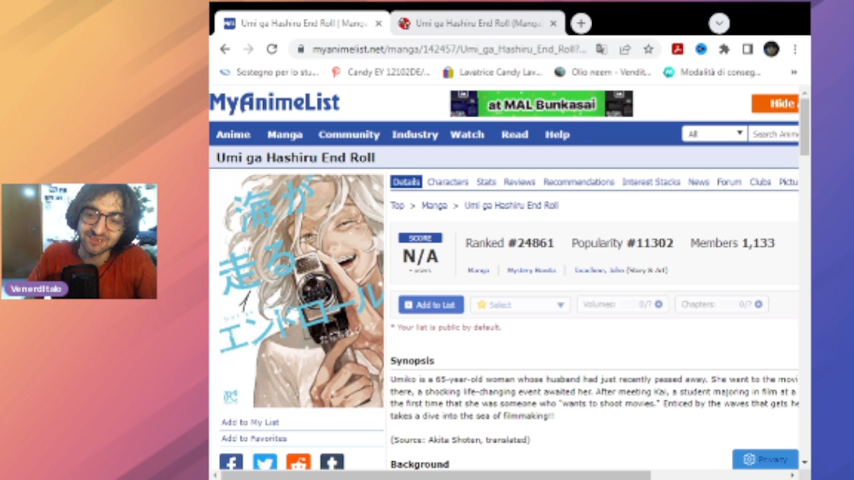 Umi ga Hashiru End Roll | Mang
Umi ga Hashiru End Roll (Manga
myanimelist.net/manga/142457/Umi_ga_Hashiru_End_Roll?...
Sostegno per lo stu...
Candy EY 12102DE/...
Lavatrice Candy Lav...
Olio neem - Vendit...
Modalità di conseg...
MyAnimeList
at MAL Bunkasai
Hide
Anime Manga Community Industry Watch Read Help
All
Search Anim
Umi ga Hashiru End Roll
Details Characters Stats Reviews Recommendations Interest Stacks News Forum Clubs Pictu
Top > Manga > Umi ga Hashiru End Roll
SCORE
N/A
Ranked #24861 Popularity #11302 Members 1,133
Manga
(Story & Art)
海が
走る
エンドロール
1
VenerdItalo
Add to List
Select
Volumes: 0/?
Chapters: 0/?
* Your list is public by default.
Synopsis
Umiko is a 65-year-old woman whose husband had just recently passed away. She went to the movi
there, a shocking life-changing event awaited her. After meeting Kai, a student majoring in film at a
the first time that she was someone who "wants to shoot movies." Enticed by the waves that gets he
takes a dive into the sea of filmmaking!!
(Source: Akita Shoten, translated)
Background
Add to My List
Add to Favorites
Privacy